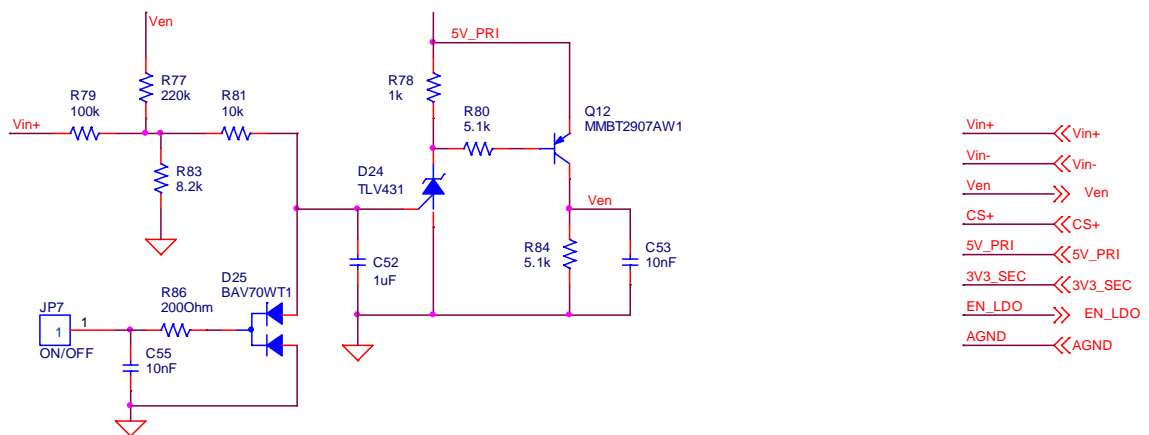 Ven
R79
100k
R77
220k
R81
10k
Vin+
R83
8.2k
5V_PRI
R78
1k
R80
5.1k
Q12
MMBT2907AW1
D24
TLV431
Ven
R84
5.1k
C53
10nF
C52
1uF
D25
BAV70WT1
R86
200Ohm
JP7
1
1
ON/OFF
C55
10nF
Vin+ Vin+
Vin- Vin-
Ven Ven
CS+ CS+
5V_PRI 5V_PRI
3V3_SEC 3V3_SEC
EN_LDO EN_LDO
AGND AGND